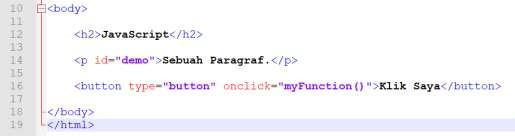 10 <body>
11
12 <h2>JavaScript</h2>
13
14 <p id="demo">Sebuah Paragraf.</p>
15
16 <button type="button" onclick="myFunction()">Klik Saya</button>
17
18 </body>
19 </html>